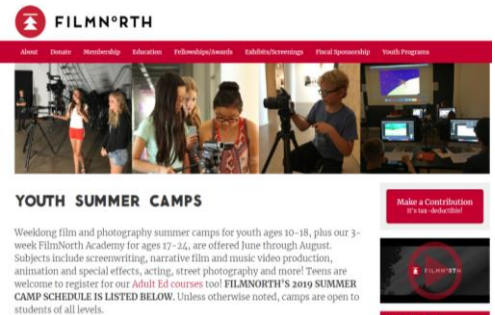 FILMNORTH
About Donate Membership Education Fellowships/Awards Exhibits/Screenings Fiscal Sponsorship Youth Programs
YOUTH SUMMER CAMPS
Weeklong film and photography summer camps for youth ages 10-18, plus our 3-
week FilmNorth Academy for ages 17-24, are offered June through August.
Subjects include screenwriting, narrative film and music video production,
animation and special effects, acting, street photography and more! Teens are
welcome to register for our Adult Ed courses too! FILMNORTH'S 2019 SUMMER
CAMP SCHEDULE IS LISTED BELOW. Unless otherwise noted, camps are open to
students of all levels.
Make a Contribution
It's tax-deductible!
FILMNORTH